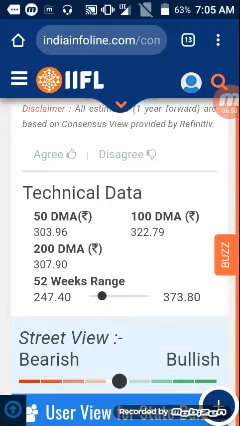 63% 7:05 AM
indiainfoline.com/con
13
IIFL
Disclaimer : All estim (1 year forward) are
based on Consensus View provided by Refinitiv.
Agree | Disagree
Technical Data
50 DMA(₹) 100 DMA (₹)
303.96 322.79
200 DMA(₹)
307.90
52 Weeks Range
247.40 373.80
BUZZ
Street View :-
Bearish Bullish
User View
Recorded by
MOBIZEN